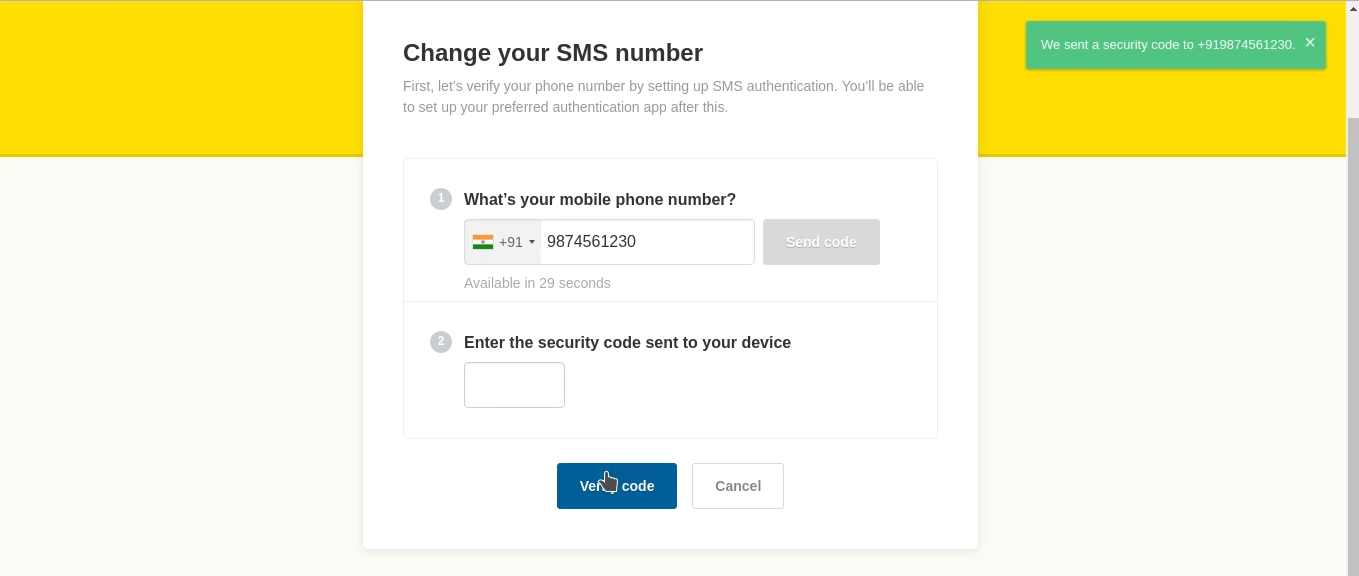 We sent a security code to +919874561230. ×
Change your SMS number
First, let’s verify your phone number by setting up SMS authentication. You’ll be able
to set up your preferred authentication app after this.
1 What’s your mobile phone number?
+91 9874561230 Send code
Available in 29 seconds
2 Enter the security code sent to your device
code Cancel